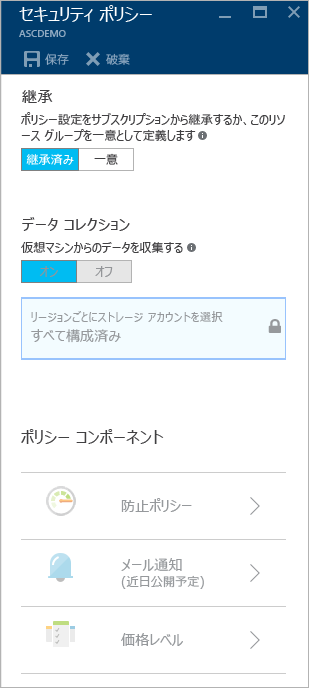 セキュリティ ポリシー
ASCDEMO
保存 破棄
継承
ポリシー設定をサブスクリプションから継承するか、このリソ
ース グループを一意として定義します
継承済み 一意
データ コレクション
仮想マシンからのデータを収集する
オン オフ
リージョンごとにストレージ アカウントを選択
すべて構成済み
ポリシー コンポーネント
防止ポリシー
メール通知
(近日公開予定)
価格レベル